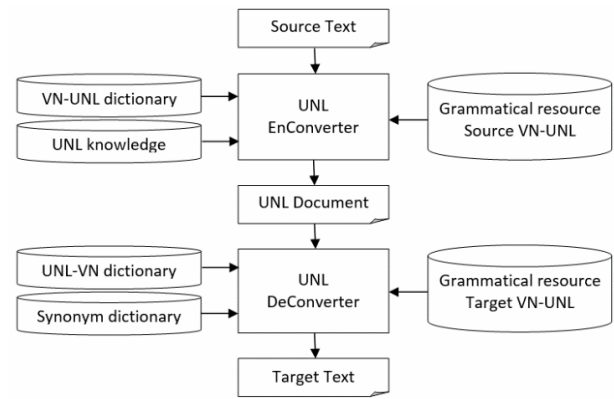 Source Text
VN-UNL dictionary
UNL knowledge
UNL
EnConverter
Grammatical resource
Source VN-UNL
UNL Document
UNL-VN dictionary
Synonym dictionary
UNL
DeConverter
Grammatical resource
Target VN-UNL
Target Text